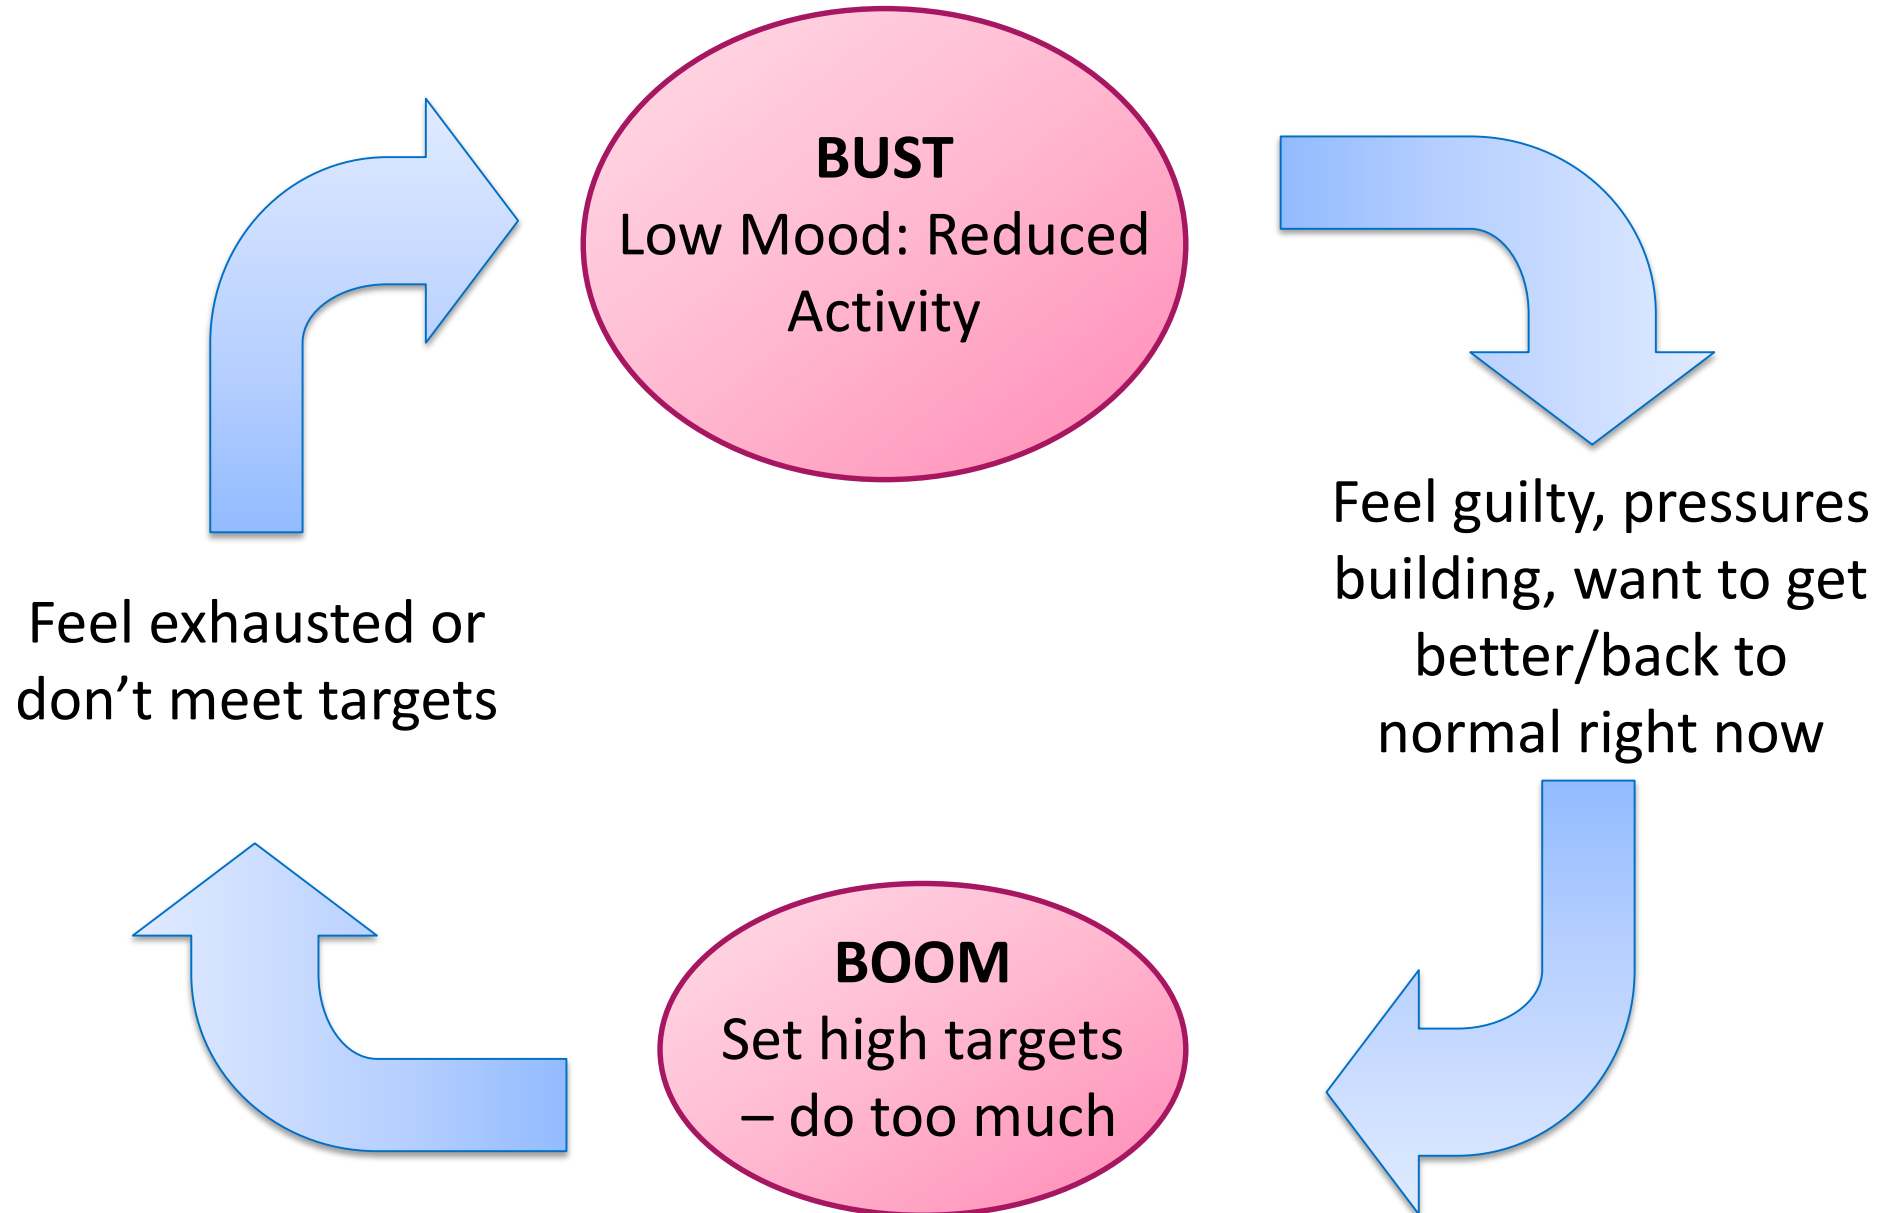 BUST
Low Mood: Reduced
Activity
Feel guilty, pressures
building, want to get
better/back to
normal right now
BOOM
Set high targets
– do too much
Feel exhausted or
don’t meet targets